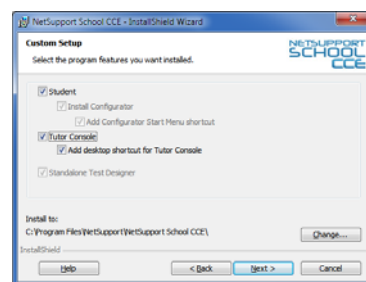 NetSupport School CCE - InstallShield Wizard
Custom Setup
Select the program features you want installed.
NETSUPPORT
SCHOOL
CCE
Student
Install Configurator
Add Configurator Start Menu shortcut
Tutor Console
Add desktop shortcut for Tutor Console
Standalone Test Designer
Install to:
C:\Program Files\NetSupport\NetSupport School CCE\
Change...
InstallShield
Help
< Back
Next >
Cancel